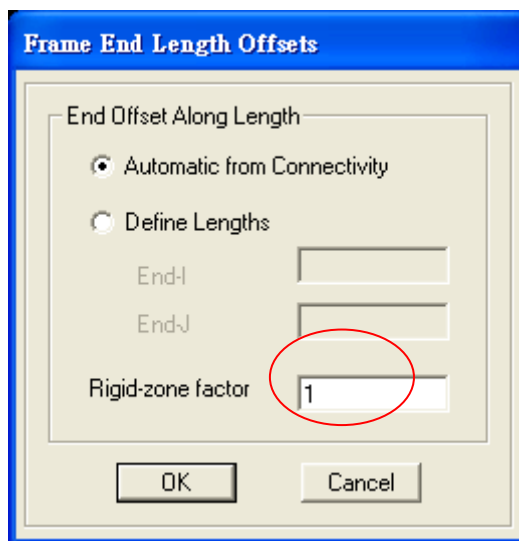 Frame End Length Offsets
End Offset Along Length
Automatic from Connectivity
Define Lengths
End-I
End-J
Rigid-zone factor
1
OK
Cancel